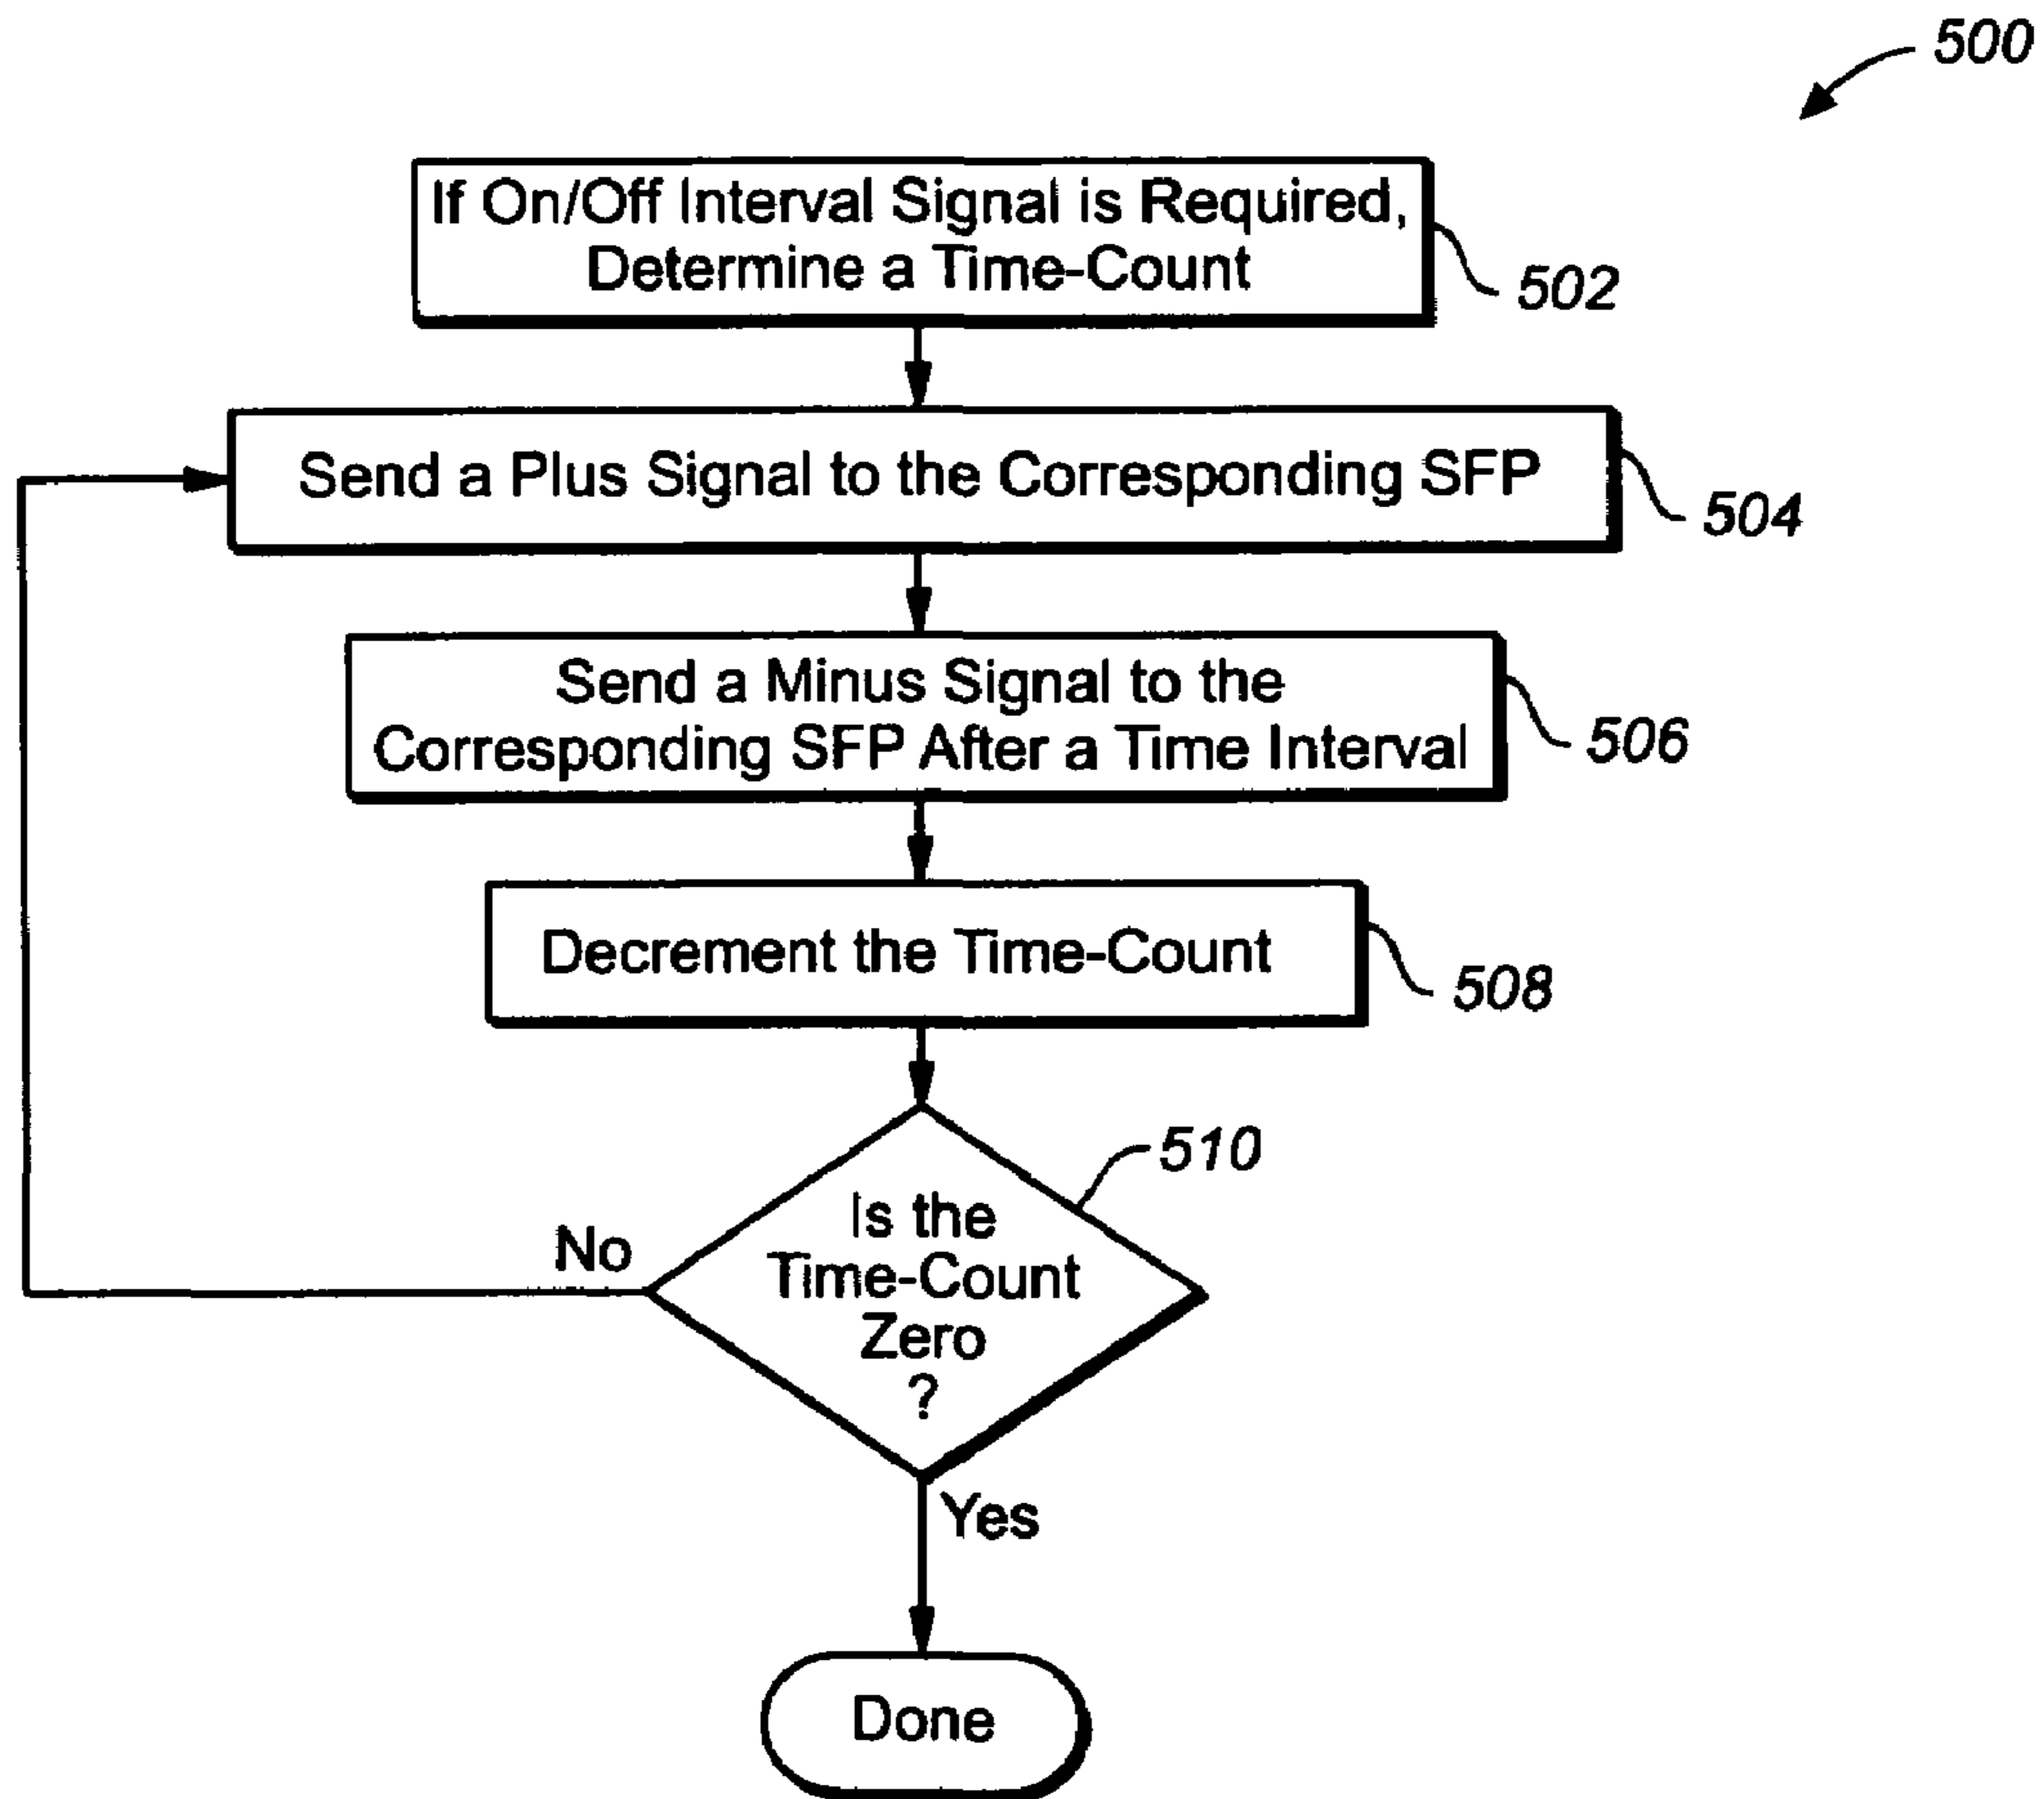 500
If On/Off Interval Signal is Required,
Determine a Time-Count
502
Send a Plus Signal to the Corresponding SFP
504
Send a Minus Signal to the
Corresponding SFP After a Time Interval
506
Decrement the Time-Count
508
510
Is the
Time-Count
Zero
?
No
Yes
Done